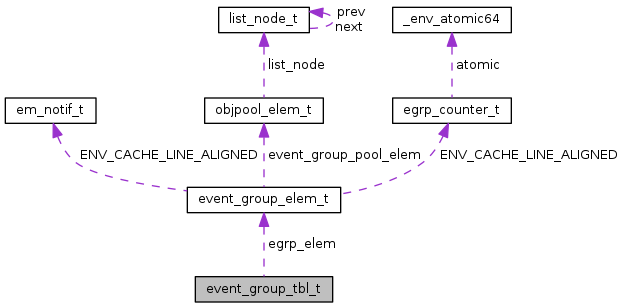 list_node_t
prev
next
_env_atomic64
list_node
atomic
em_notif_t
objpool_elem_t
egrp_counter_t
ENV_CACHE_LINE_ALIGNED
event_group_pool_elem
ENV_CACHE_LINE_ALIGNED
event_group_elem_t
egrp_elem
event_group_tbl_t